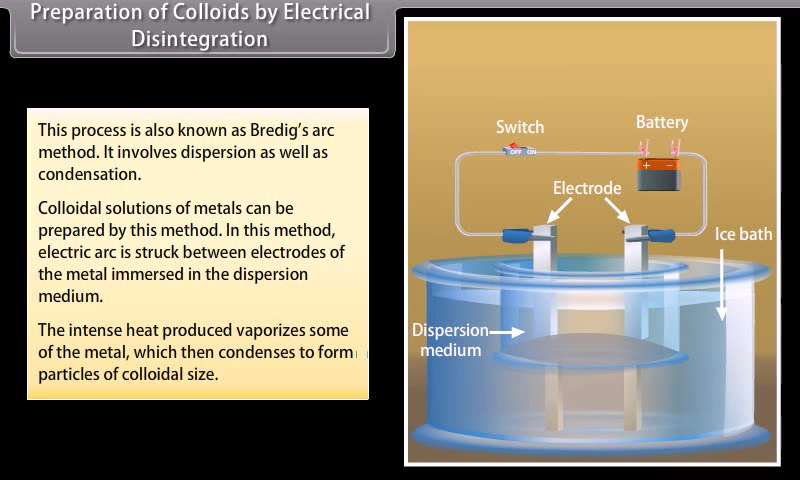 Preparation of Colloids by Electrical
Disintegration
This process is also known as Bredig's arc
method. It involves dispersion as well as
condensation.
Colloidal solutions of metals can be
prepared by this method. In this method,
electric arc is struck between electrodes of
the metal immersed in the dispersion
medium.
The intense heat produced vaporizes some
of the metal, which then condenses to form
particles of colloidal size.
Switch
Battery
OFF ON
+ −
Electrode
Ice bath
Dispersion
medium